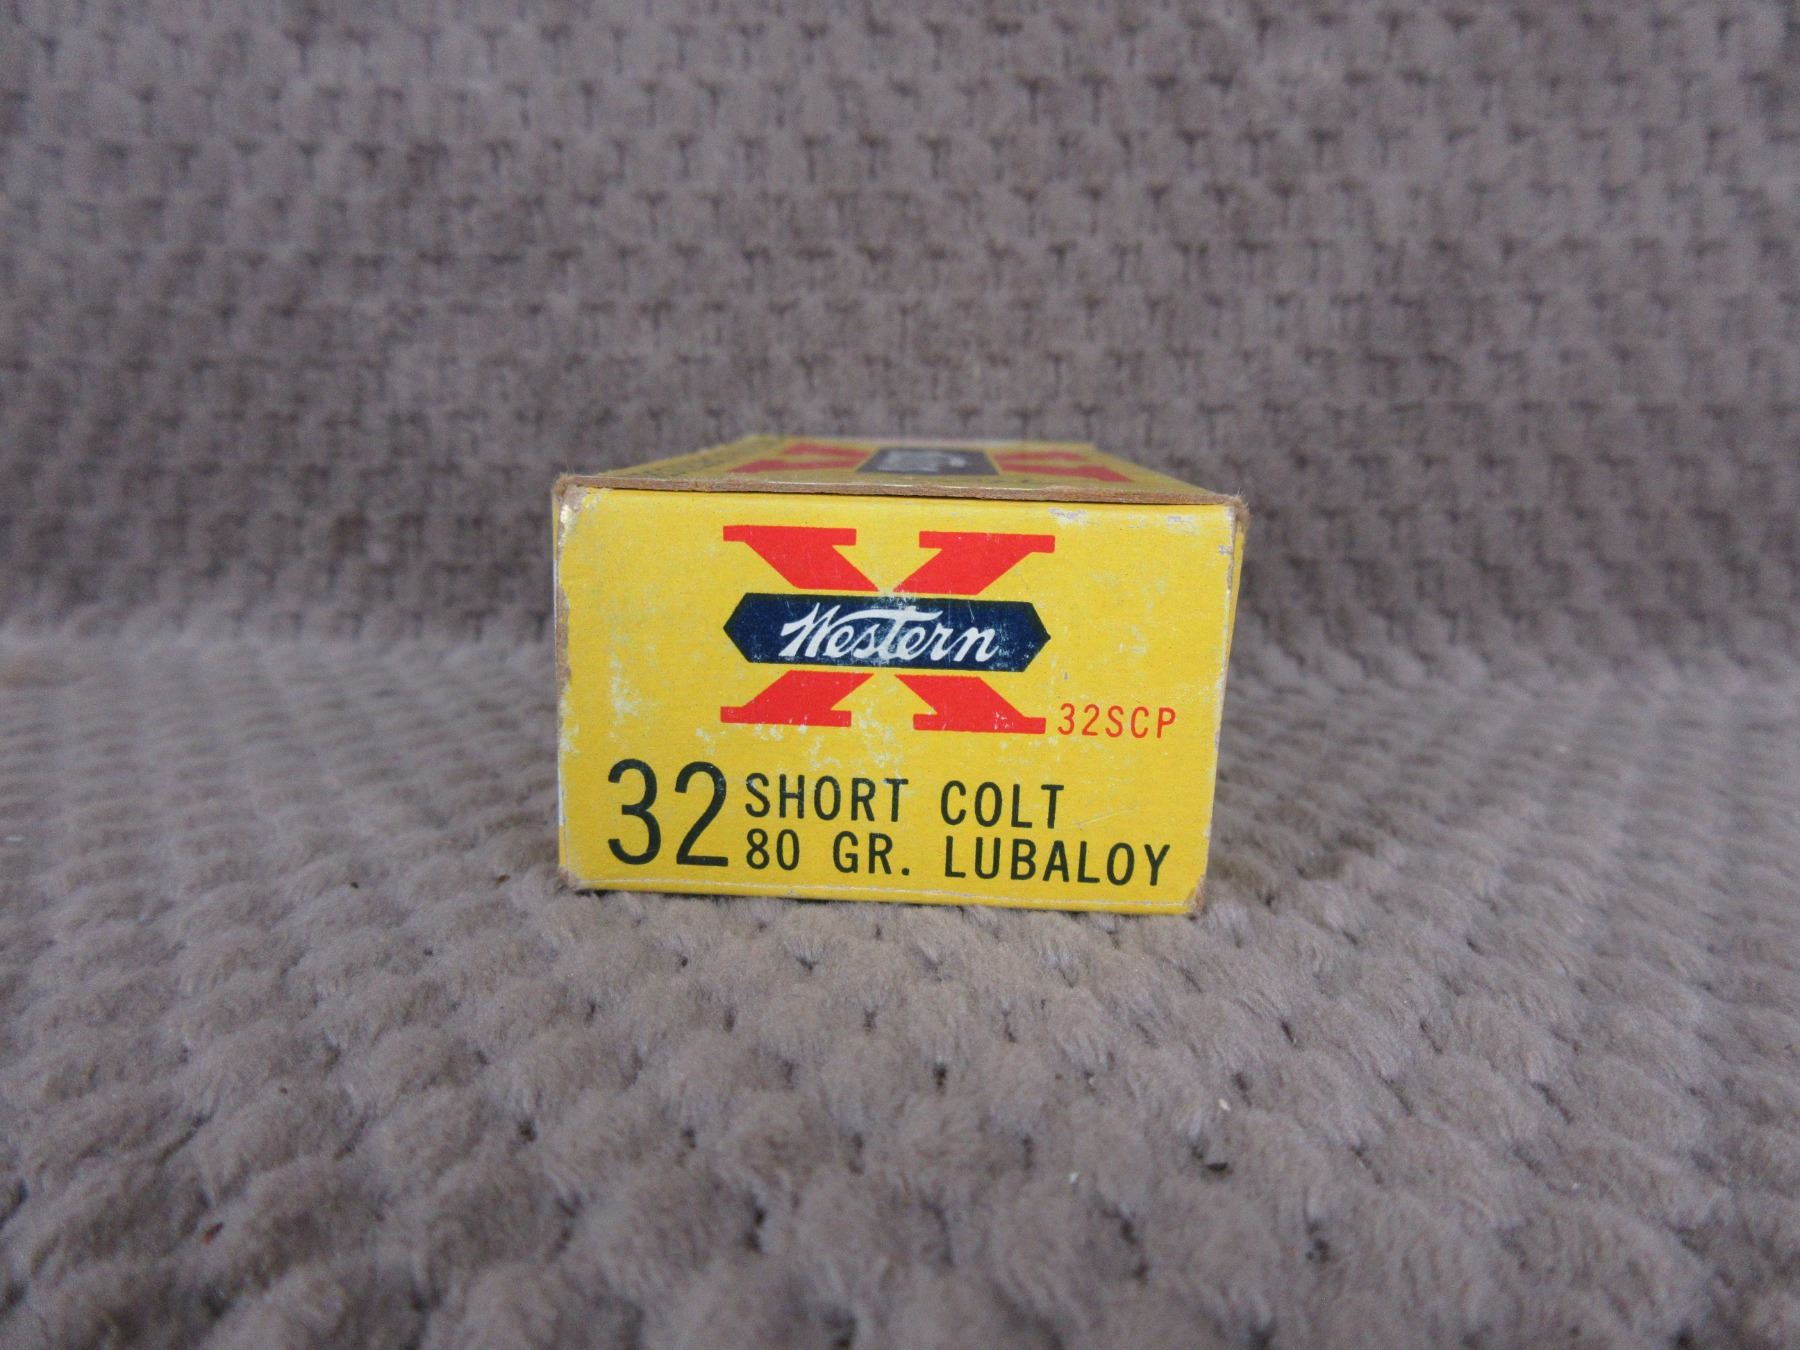 X
Western
32SCP
32 SHORT COLT
80 GR. LUBALOY